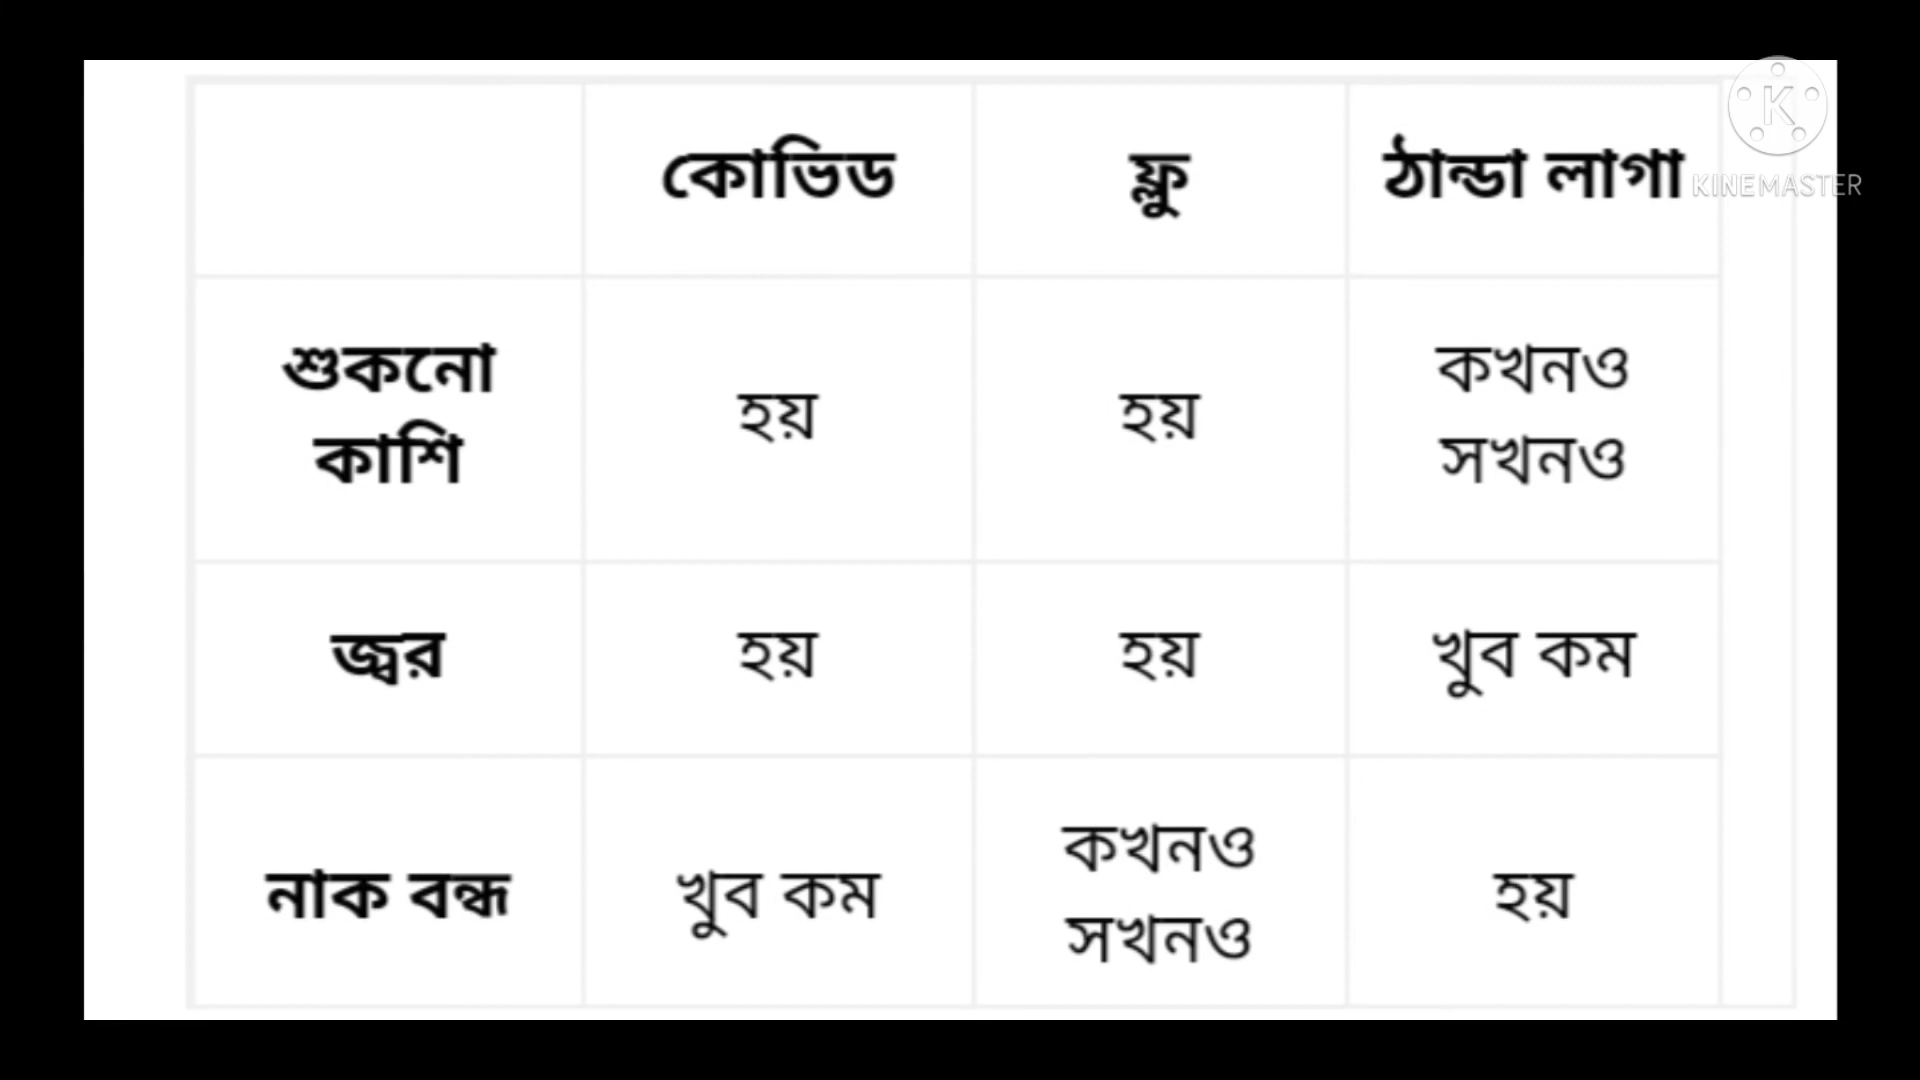 কোভিড ফ্লু ঠান্ডা লাগা
K
KINEMASTER
শুকনো কাশি হয় হয় কখনও সখনও
জ্বর হয় হয় খুব কম
নাক বন্ধ খুব কম কখনও সখনও হয়